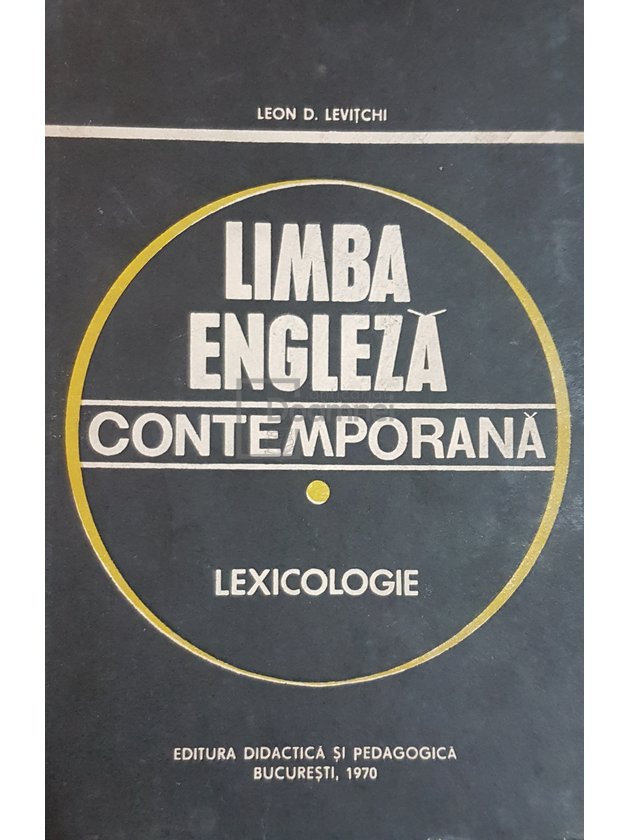 LEON D. LEVIȚCHI
LIMBA
ENGLEZĂ
CONTEMPORANĂ
LEXICOLOGIE
EDITURA DIDACTICĂ ȘI PEDAGOGICĂ
BUCUREȘTI, 1970